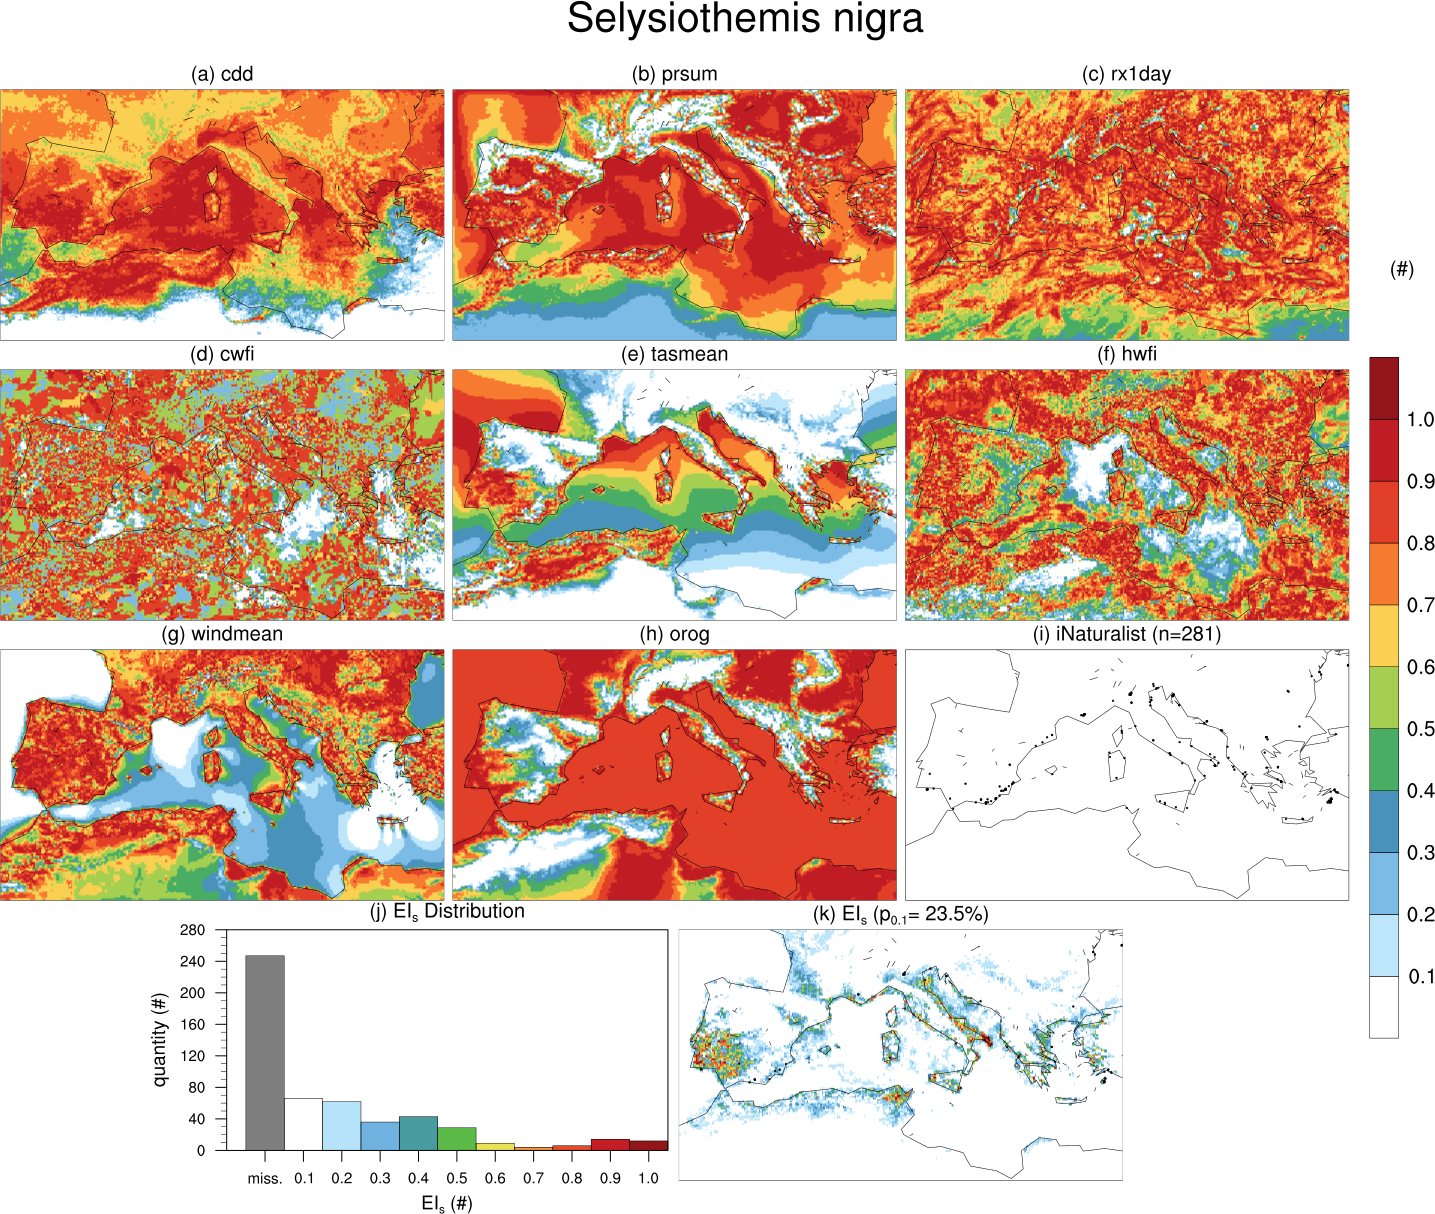 Selysiothemis nigra
(a) cdd
(b) prsum
(c) rx1day
(#)
(d) cwfi
(e) tasmean
(f) hwfi
1.0
0.9
0.8
0.7
0.6
0.5
0.4
0.3
0.2
0.1
(g) windmean
(h) orog
(i) iNaturalist (n=281)
(j) EIs Distribution
280
240
200
160
120
80
40
0
quantity (#)
miss. 0.1 0.2 0.3 0.4 0.5 0.6 0.7 0.8 0.9 1.0
EIs (#)
(k) EIs (p0.1= 23.5%)